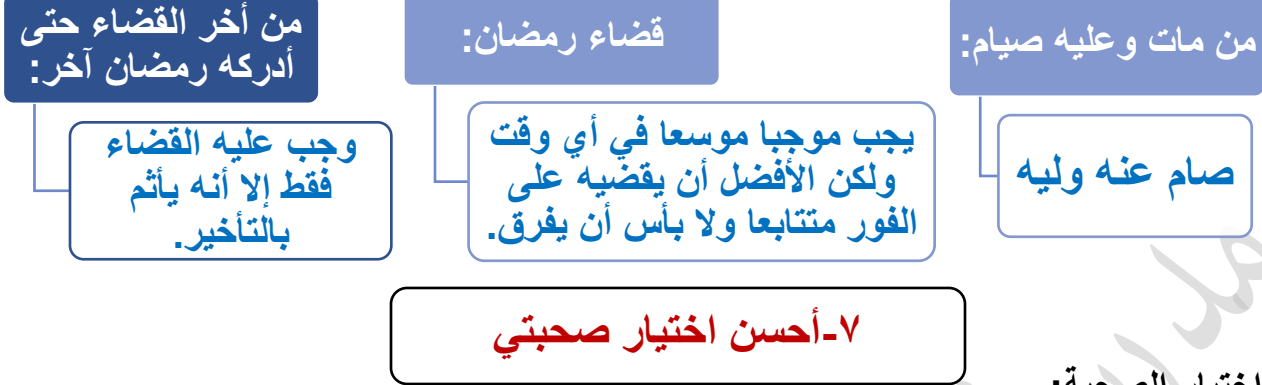 من مات وعليه صيام:
صام عنه وليه
قضاء رمضان:
يجب موجبا موسعا في أي وقت
ولكن الأفضل أن يقضيه على
الفور متتابعا ولا بأس أن يفرق.
من أخر القضاء حتى
أدركه رمضان آخر:
وجب عليه القضاء
فقط إلا أنه يأثم
بالتأخير.
٧-أحسن اختيار صحبتي